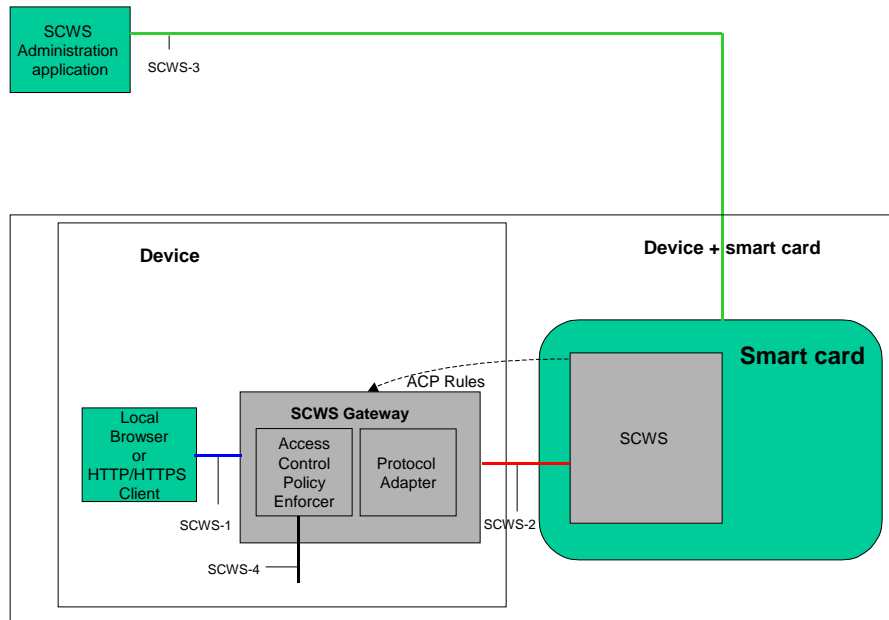 SCWS
Administration
application
SCWS-3
Device
Device + smart card
Smart card
ACP Rules
SCWS Gateway
Access
Control
Policy
Enforcer
Protocol
Adapter
SCWS
Local
Browser
or
HTTP/HTTPS
Client
SCWS-1
SCWS-2
SCWS-4